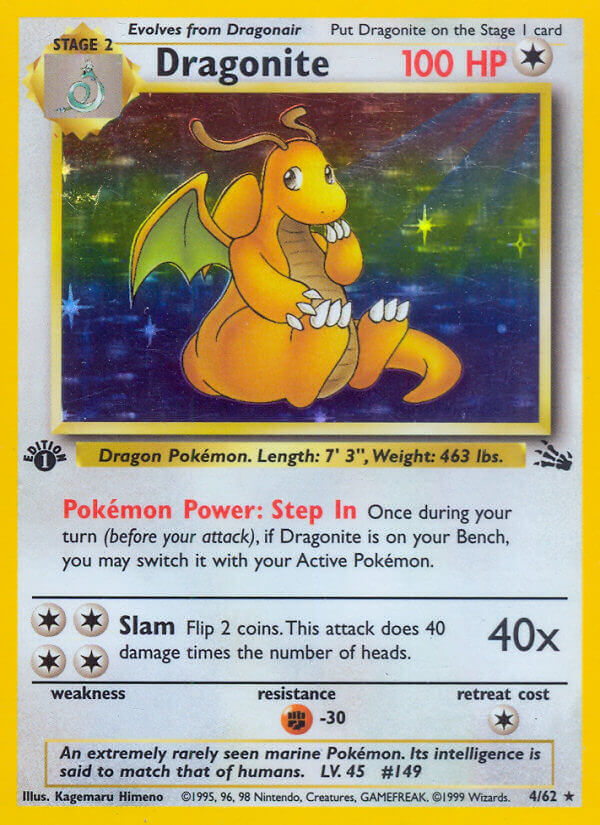 Evolves from Dragonair Put Dragonite on the Stage 1 card
STAGE 2
Dragonite 100 HP
EDITION
1
Dragon Pokémon. Length: 7' 3", Weight: 463 lbs.
Pokémon Power: Step In Once during your
turn (before your attack), if Dragonite is on your Bench,
you may switch it with your Active Pokémon.
Slam Flip 2 coins. This attack does 40
damage times the number of heads.
40x
weakness resistance retreat cost
-30
An extremely rarely seen marine Pokémon. Its intelligence is
said to match that of humans. LV. 45 #149
Illus. Kagemaru Himeno ©1995, 96, 98 Nintendo, Creatures, GAMEFREAK. ©1999 Wizards. 4/62 ★